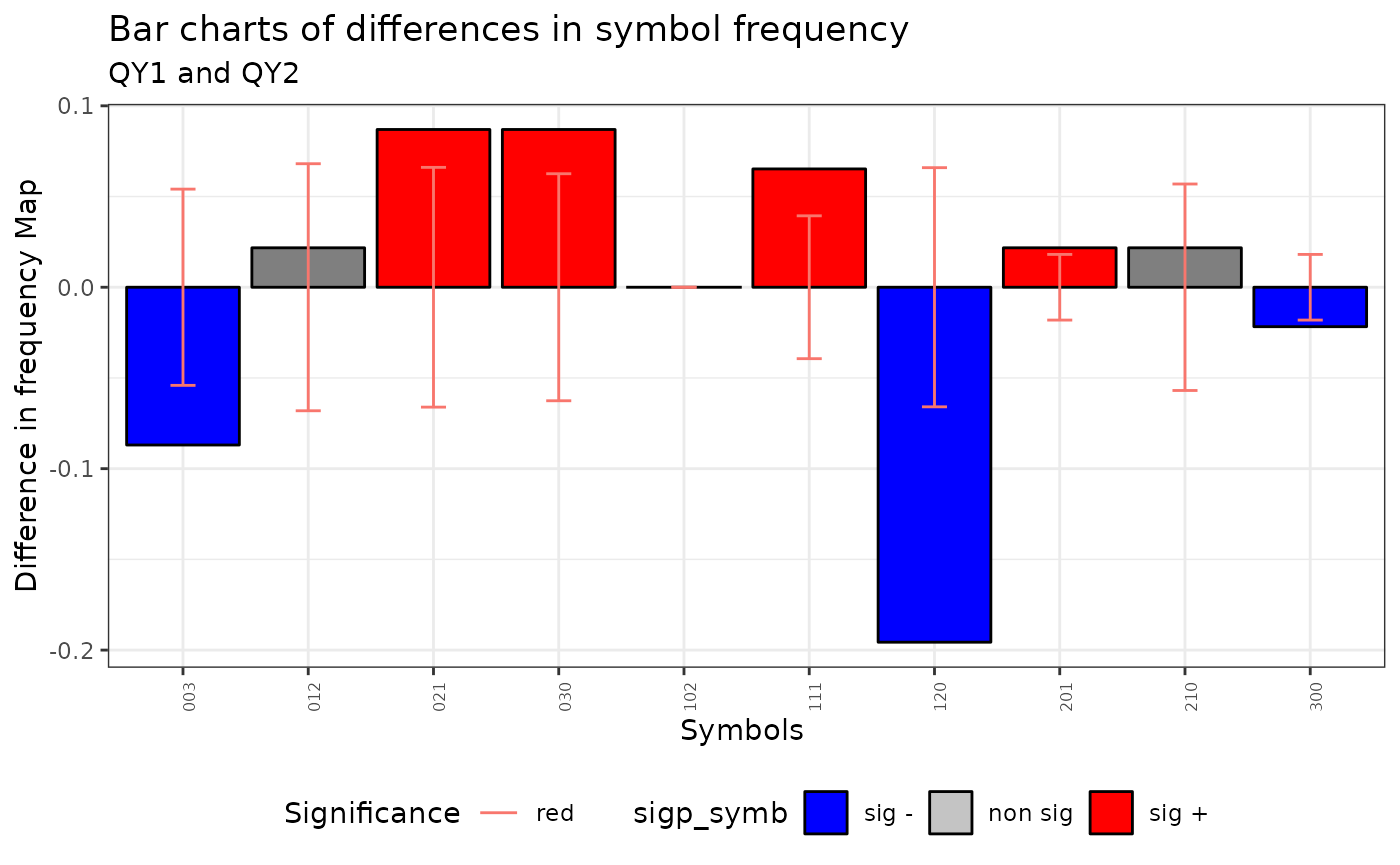 Bar charts of differences in symbol frequency
QY1 and QY2
Difference in frequency Map
0.1
0.0
-0.1
-0.2
003 012 021 030 102 111 120 201 210 300
Symbols
Significance red sigp_symb sig - non sig sig +